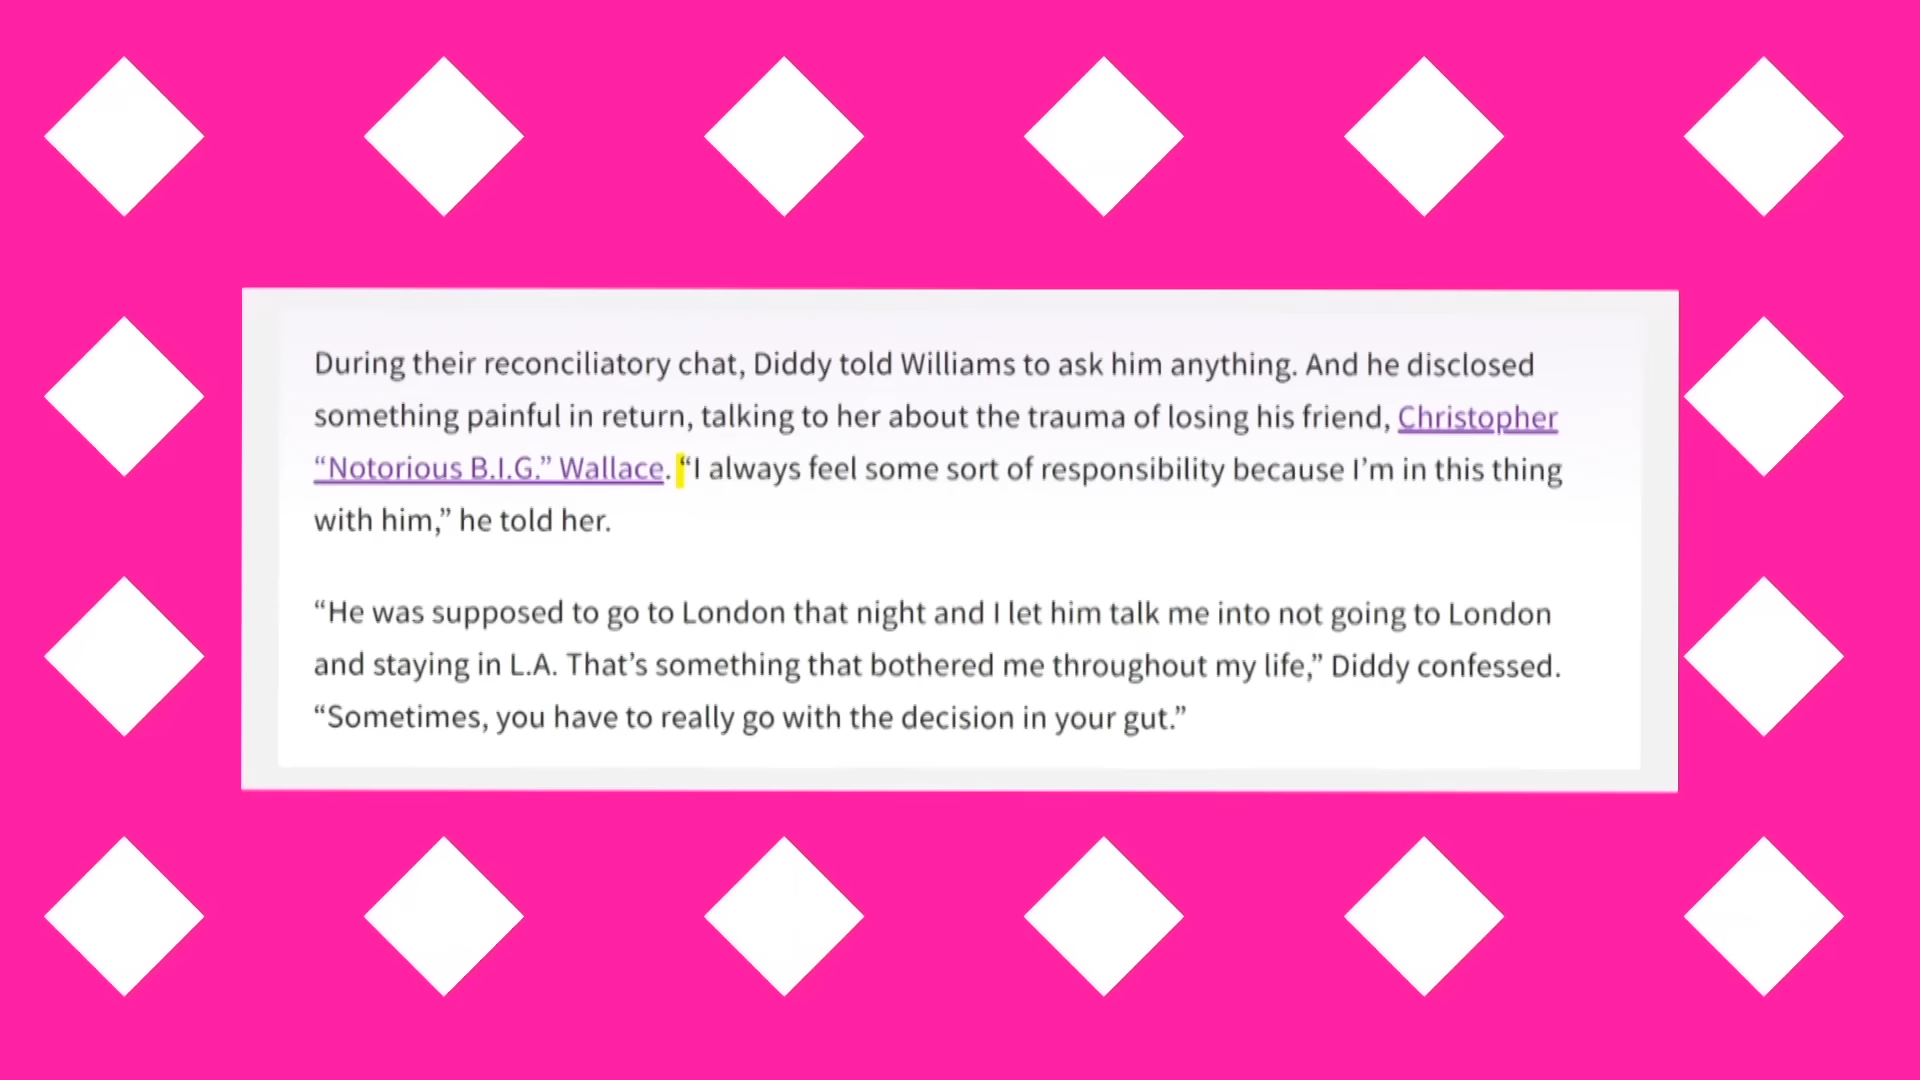 During their reconciliatory chat, Diddy told Williams to ask him anything. And he disclosed
something painful in return, talking to her about the trauma of losing his friend, Christopher
“Notorious B.I.G.” Wallace. “I always feel some sort of responsibility because I’m in this thing
with him,” he told her.
“He was supposed to go to London that night and I let him talk me into not going to London
and staying in L.A. That’s something that bothered me throughout my life,” Diddy confessed.
“Sometimes, you have to really go with the decision in your gut.”